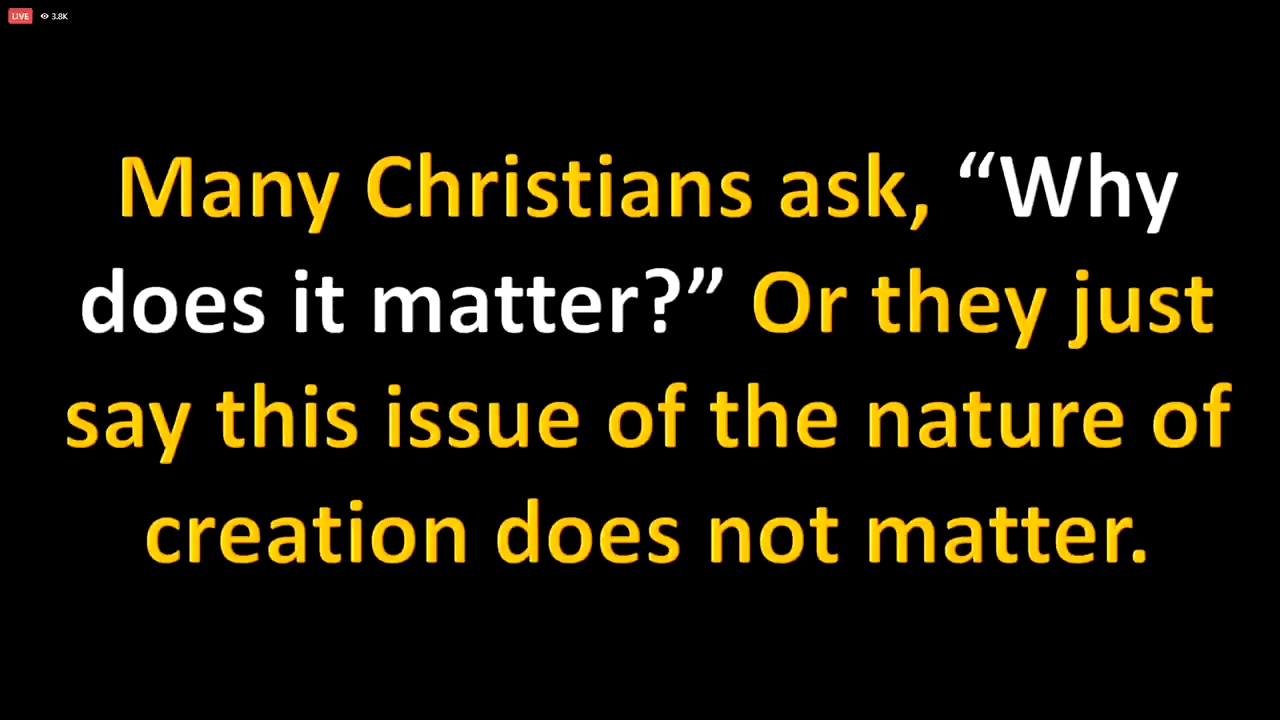 LIVE 3.8K
Many Christians ask, “Why
does it matter?” Or they just
say this issue of the nature of
creation does not matter.